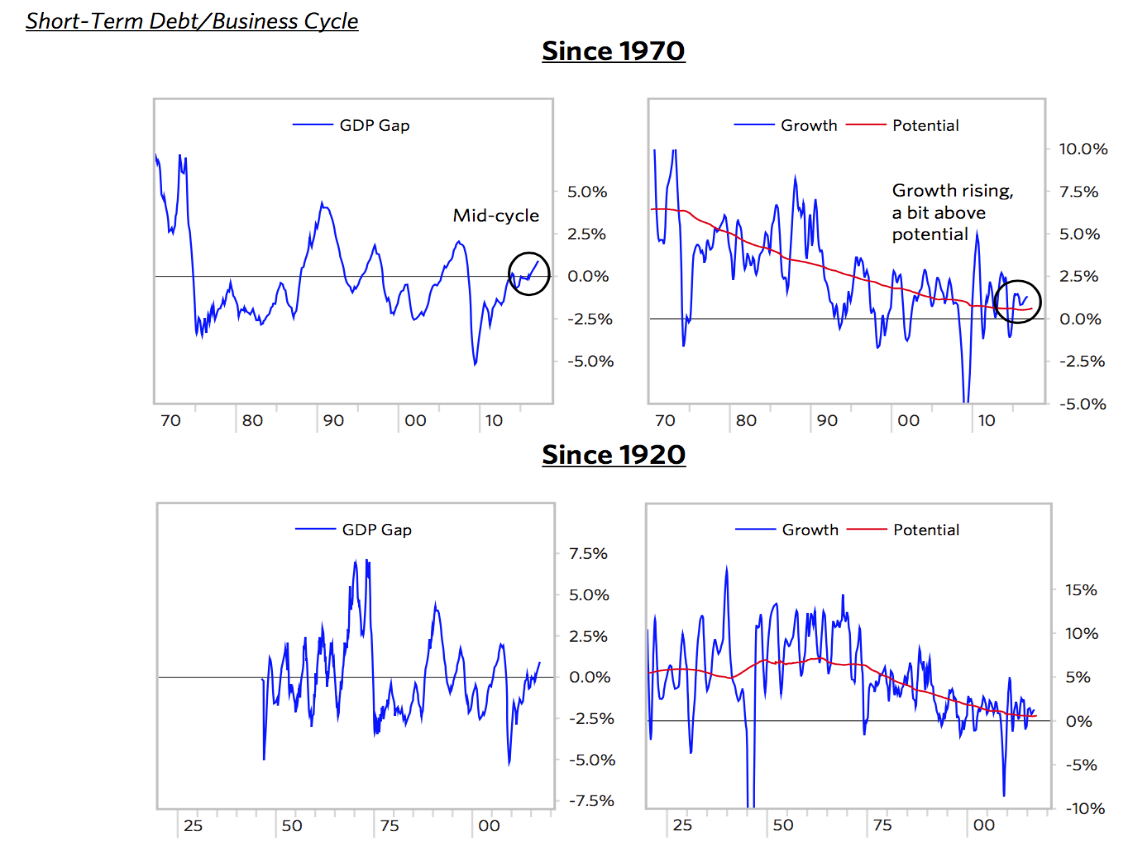 Short-Term Debt/Business Cycle
Since 1970
GDP Gap
Mid-cycle
5.0%
2.5%
0.0%
-2.5%
-5.0%
70 80 90 00 10
Growth Potential
Growth rising,
a bit above
potential
10.0%
7.5%
5.0%
2.5%
0.0%
-2.5%
-5.0%
70 80 90 00 10
Since 1920
GDP Gap
7.5%
5.0%
2.5%
0.0%
-2.5%
-5.0%
-7.5%
25 50 75 00
Growth Potential
15%
10%
5%
0%
-5%
-10%
25 50 75 00